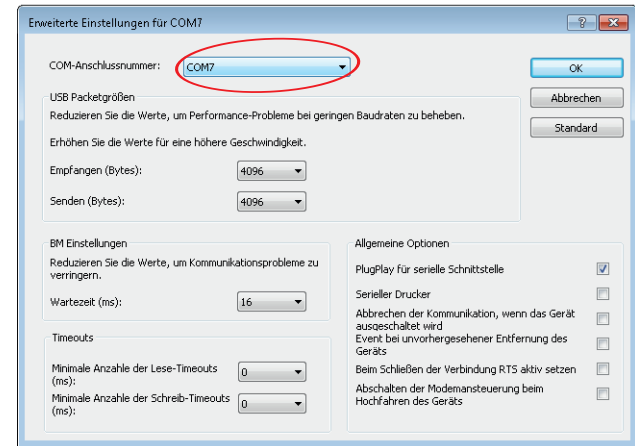 Erweiterte Einstellungen für COM7
COM-Anschlussnummer:
COM7
OK
Abbrechen
Standard
USB Packetgrößen
Reduzieren Sie die Werte, um Performance-Probleme bei geringen Baudraten zu beheben.
Erhöhen Sie die Werte für eine höhere Geschwindigkeit.
Empfangen (Bytes):
4096
Senden (Bytes):
4096
BM Einstellungen
Reduzieren Sie die Werte, um Kommunikationsprobleme zu
verringern.
Wartezeit (ms):
16
Timeouts
Minimale Anzahle der Lese-Timeouts
(ms):
0
Minimale Anzahle der Schreib-Timeouts
(ms):
0
Allgemeine Optionen
PlugPlay für serielle Schnittstelle
Serieller Drucker
Abbrechen der Kommunikation, wenn das Gerät
ausgeschaltet wird
Event bei unvorhergesehener Entfernung des
Geräts
Beim Schließen der Verbindung RTS aktiv setzen
Abschalten der Modemansteuerung beim
Hochfahren des Geräts